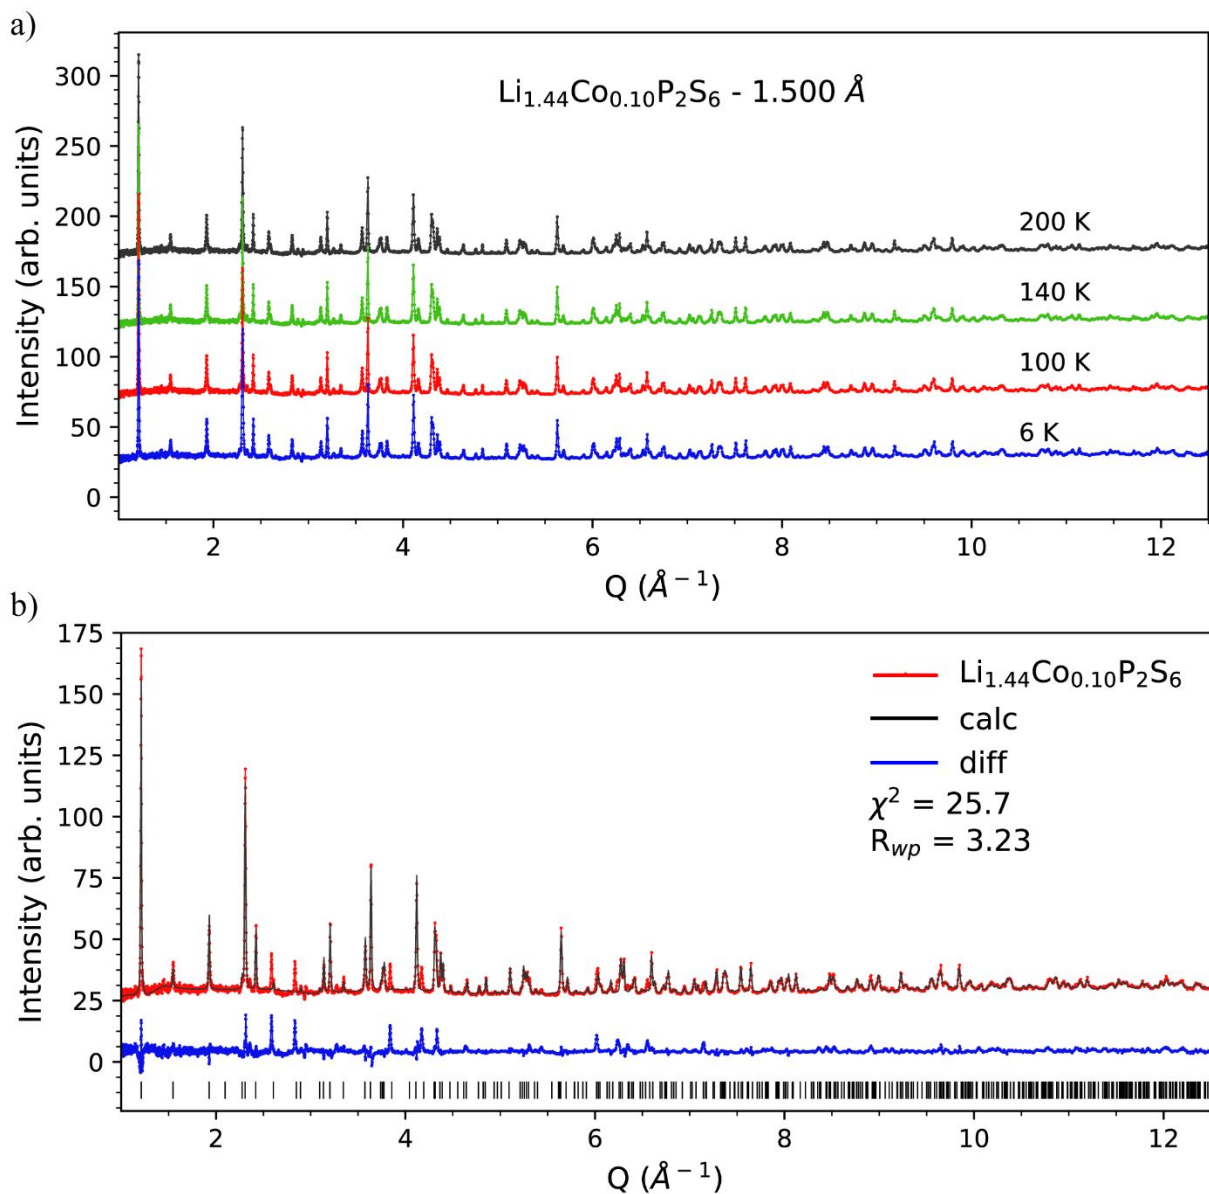 a)
Li₁.₄₄Co₀.₁₀P₂S₆ - 1.500 Å
Intensity (arb. units)
300
250
200
150
100
50
0
200 K
140 K
100 K
6 K
2
4
6
8
10
12
Q (Å⁻¹)
b)
Intensity (arb. units)
175
150
125
100
75
50
25
0
Li₁.₄₄Co₀.₁₀P₂S₆
calc
diff
χ² = 25.7
R_wp = 3.23
2
4
6
8
10
12
Q (Å⁻¹)